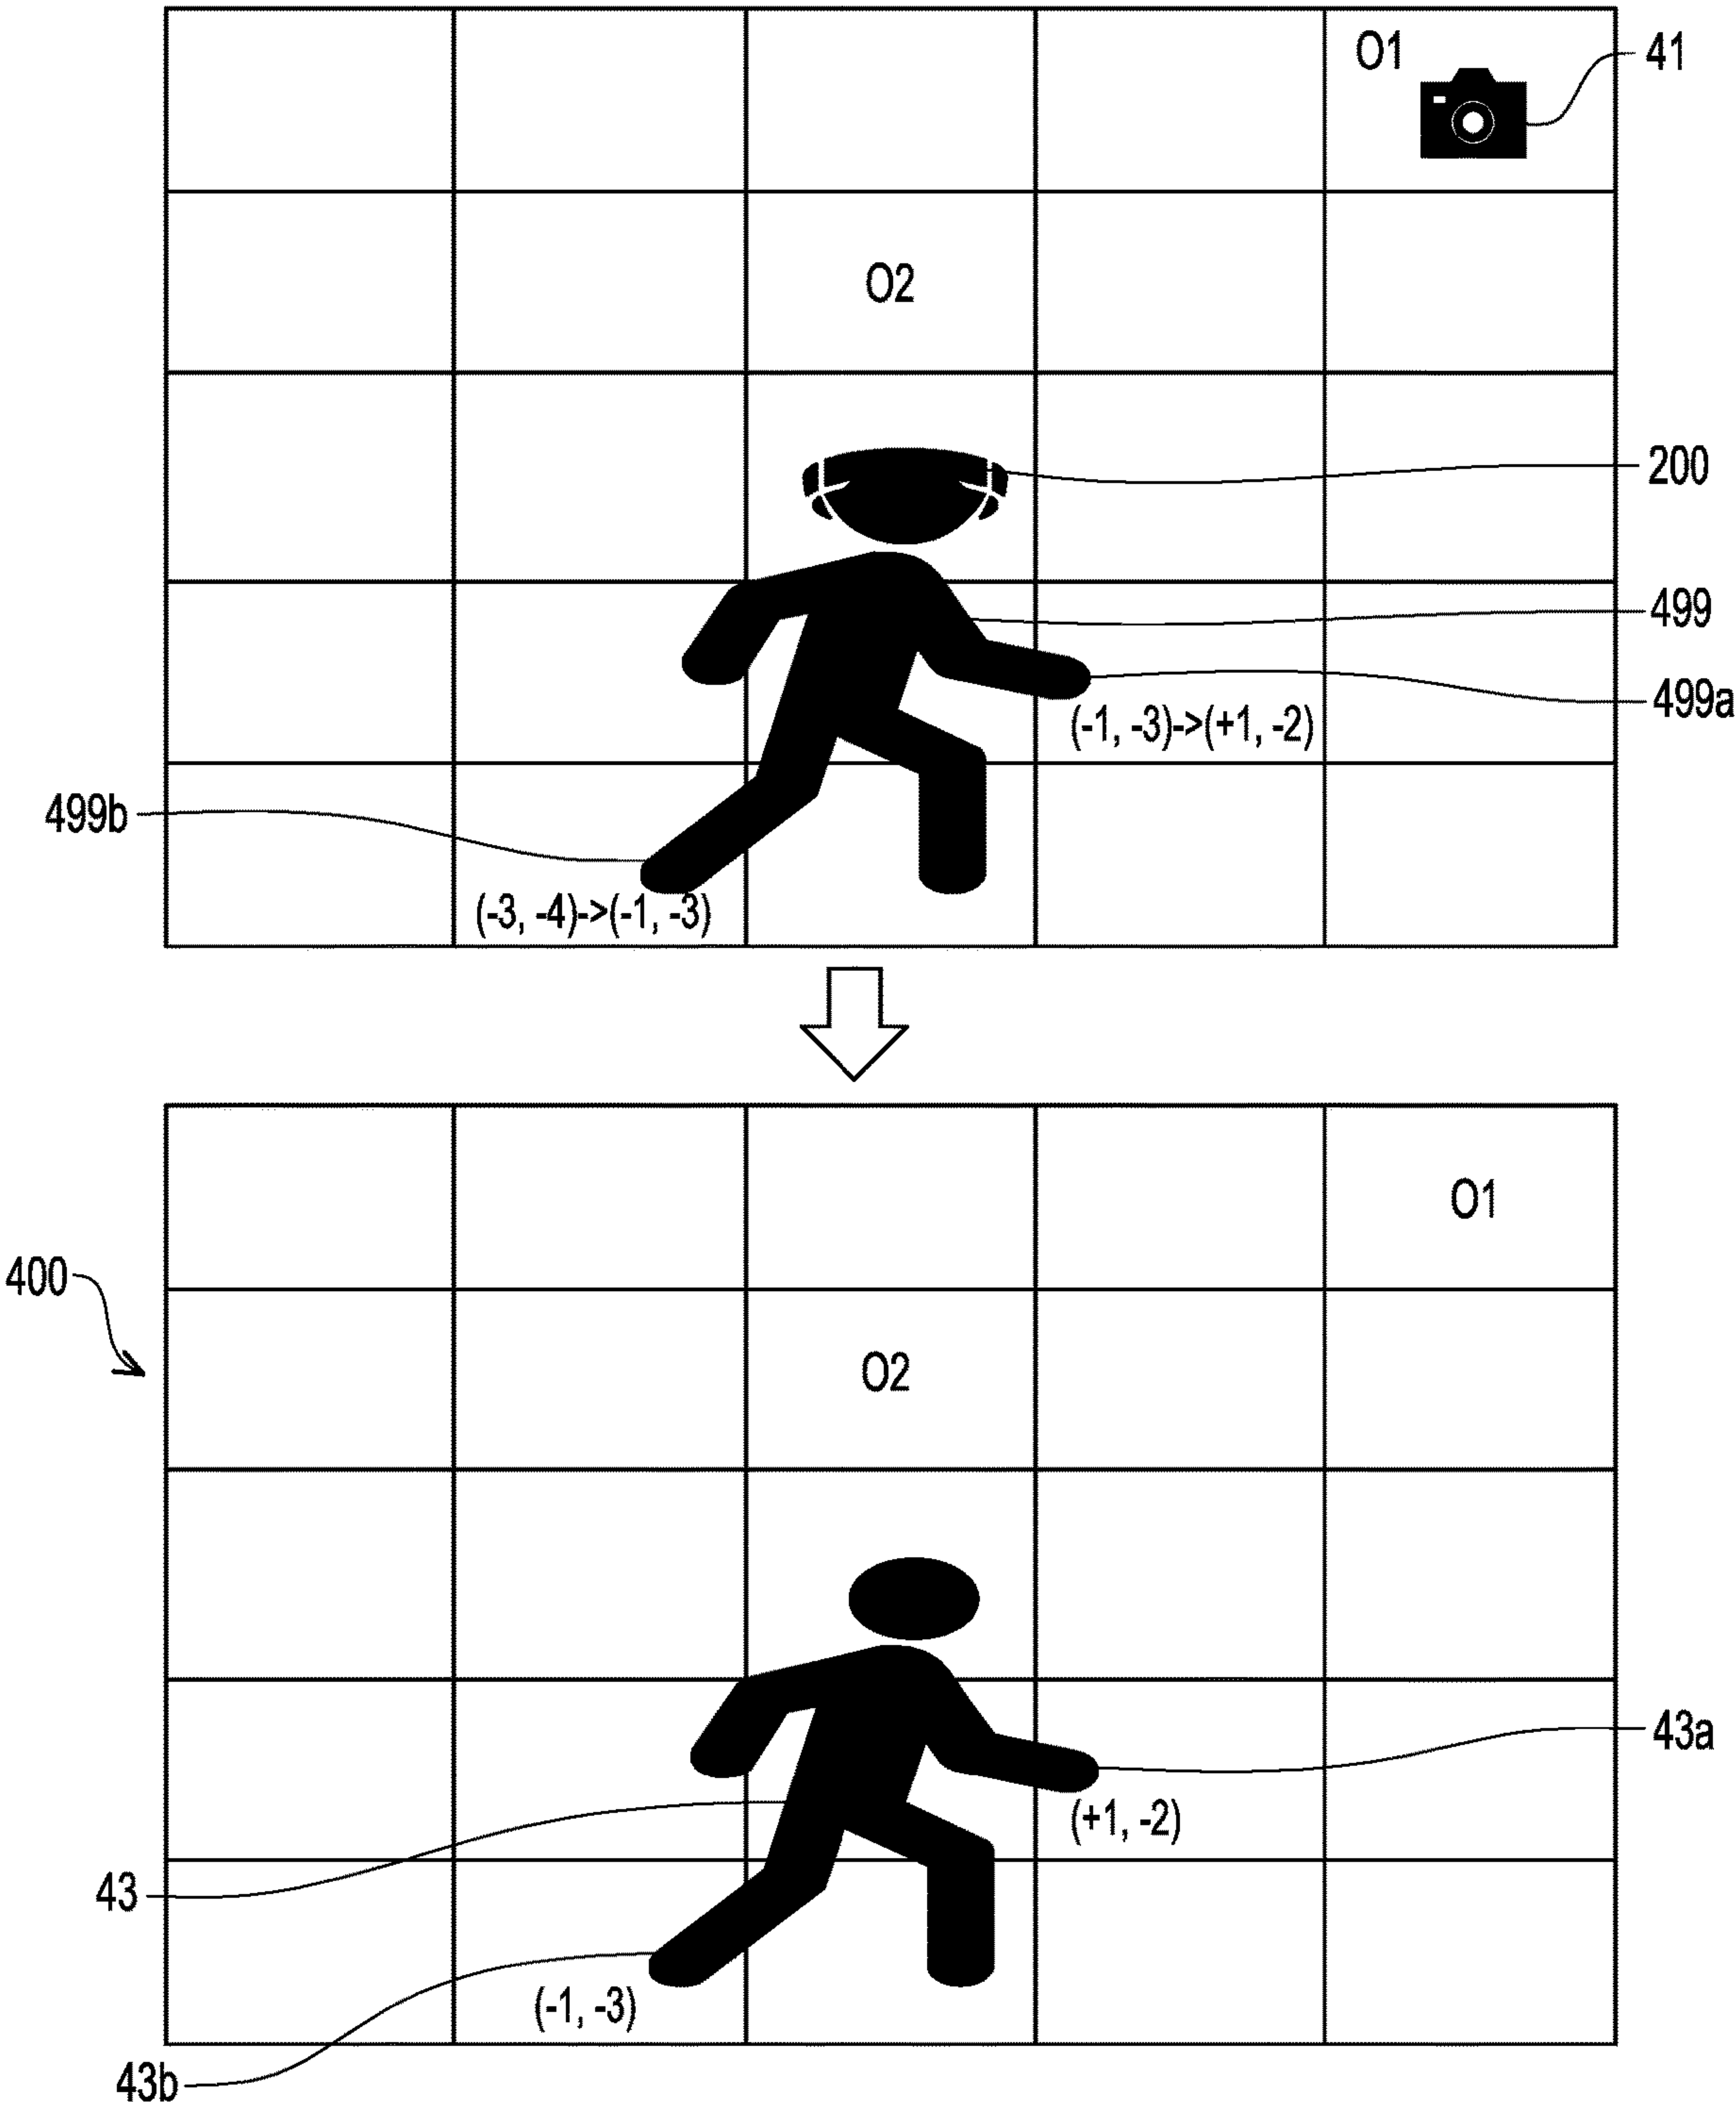 O1
41
O2
200
499
499a
(-1, -3)->(+1, -2)
499b
(-3, -4)->(-1, -3)
O1
400
O2
43a
(+1, -2)
43
(-1, -3)
43b